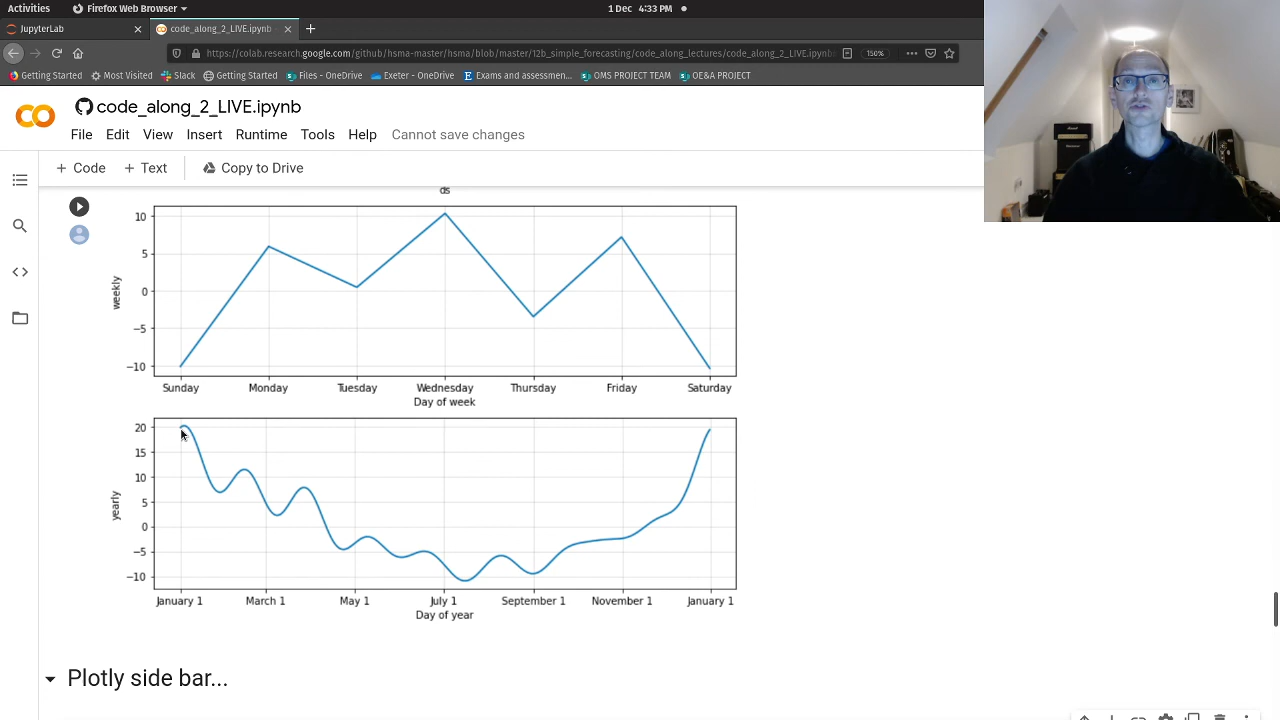 Activities
Firefox Web Browser
1 Dec 4:33 PM
JupyterLab
code_along_2_LIVE.ipynb -
https://colab.research.google.com/github/hsma-master/hsma/blob/master/12b_simple_forecasting/code_along_lectures/code_along_2_LIVE.ipynb
150%
Getting Started
Most Visited
Slack
Getting Started
Files - OneDrive
Exeter - OneDrive
Exams and assessmen...
OMS PROJECT TEAM
OE&A PROJECT
code_along_2_LIVE.ipynb
File Edit View Insert Runtime Tools Help Cannot save changes
+ Code + Text Copy to Drive
ds
10
5
0
−5
−10
weekly
Sunday Monday Tuesday Wednesday Thursday Friday Saturday
Day of week
20
15
10
5
0
−5
−10
yearly
January 1 March 1 May 1 July 1 September 1 November 1 January 1
Day of year
Plotly side bar...